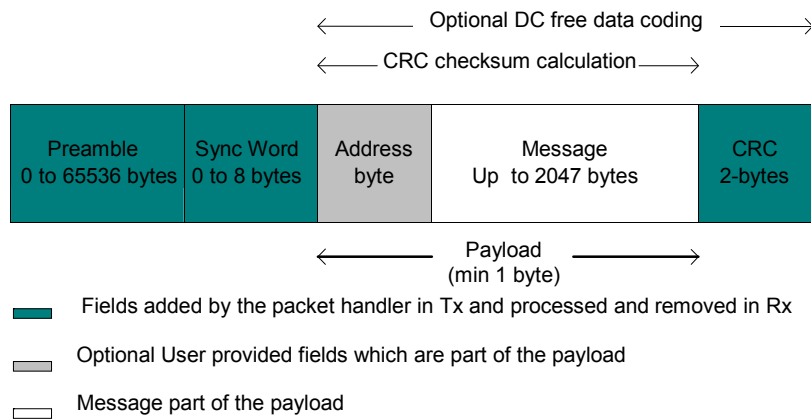 Optional DC free data coding
CRC checksum calculation
Preamble
0 to 65536 bytes
Sync Word
0 to 8 bytes
Address
byte
Message
Up to 2047 bytes
CRC
2-bytes
Payload
(min 1 byte)
Fields added by the packet handler in Tx and processed and removed in Rx
Optional User provided fields which are part of the payload
Message part of the payload